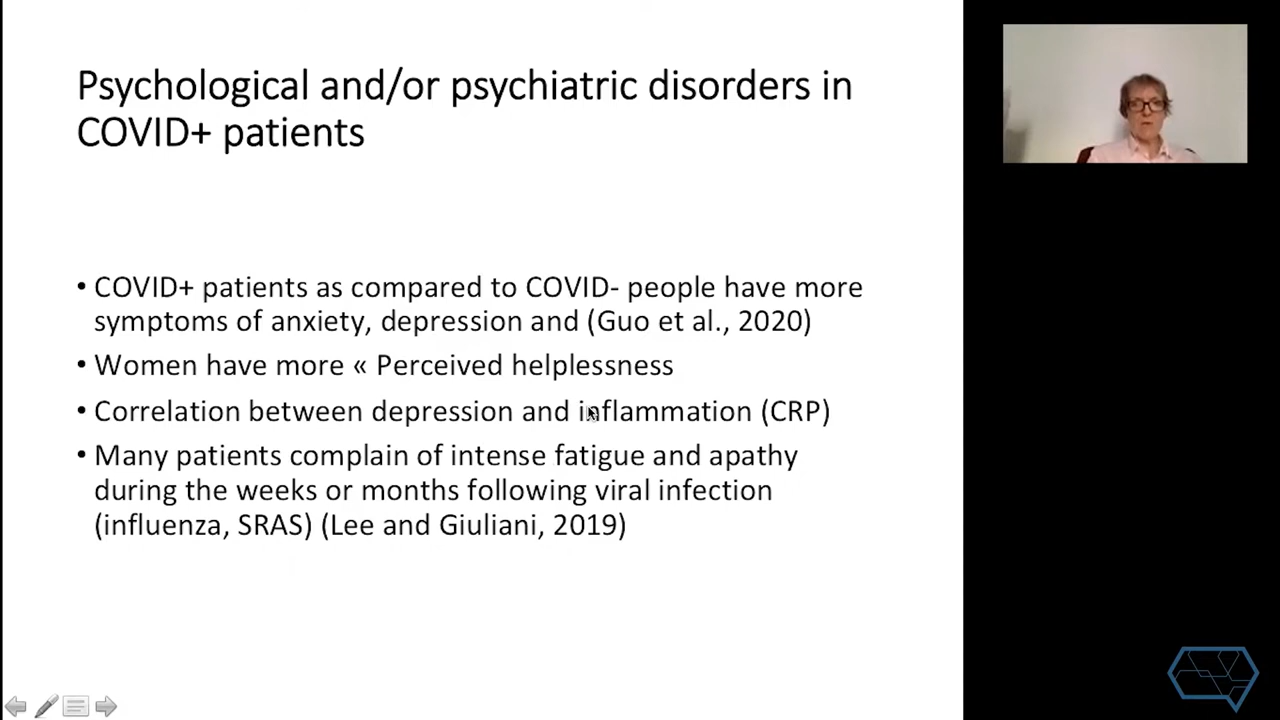 Psychological and/or psychiatric disorders in
COVID+ patients
• COVID+ patients as compared to COVID- people have more
symptoms of anxiety, depression and (Guo et al., 2020)
• Women have more « Perceived helplessness
• Correlation between depression and inflammation (CRP)
• Many patients complain of intense fatigue and apathy
during the weeks or months following viral infection
(influenza, SRAS) (Lee and Giuliani, 2019)